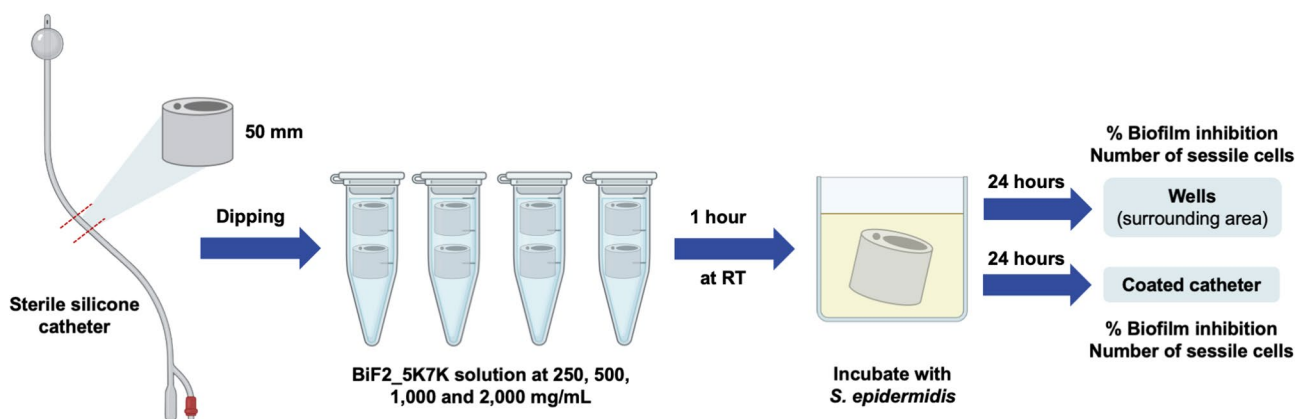 50 mm
Sterile silicone
catheter
Dipping
BiF2_5K7K solution at 250, 500,
1,000 and 2,000 mg/mL
1 hour
at RT
Incubate with
S. epidermidis
24 hours
24 hours
% Biofilm inhibition
Number of sessile cells
Wells
(surrounding area)
Coated catheter
% Biofilm inhibition
Number of sessile cells